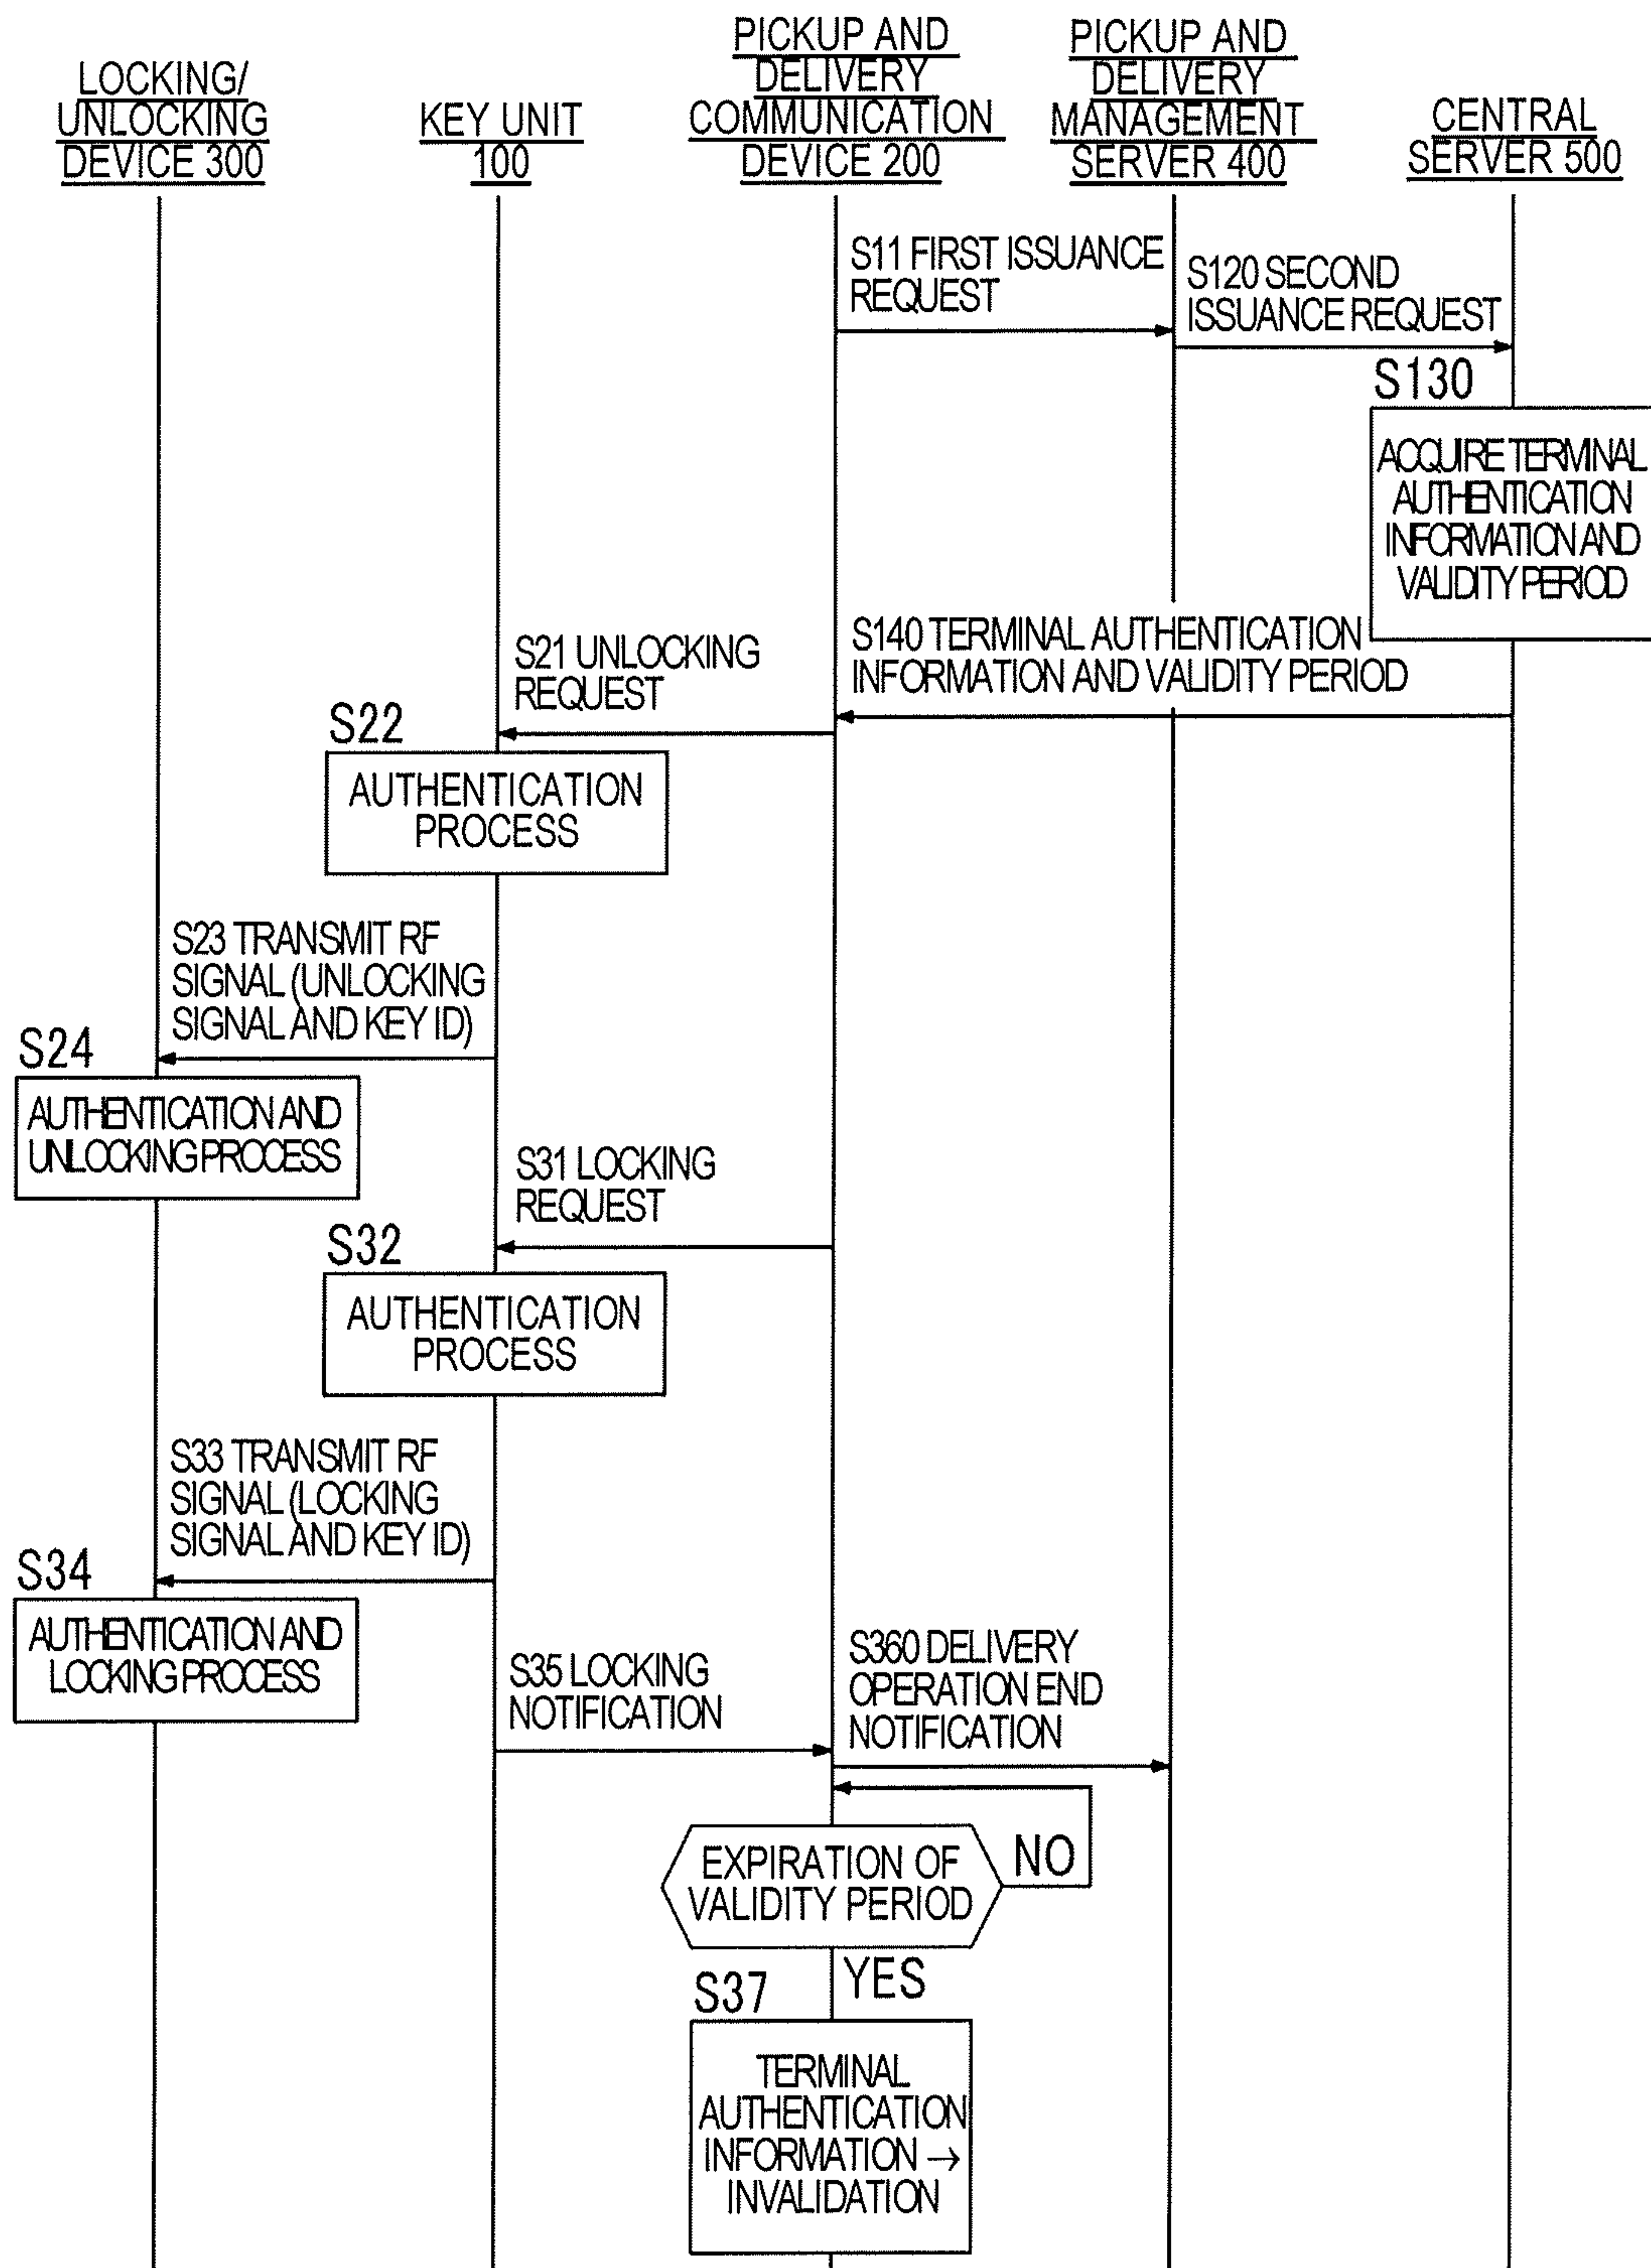 LOCKING/
UNLOCKING
DEVICE 300
KEY UNIT
100
PICKUP AND
DELIVERY
COMMUNICATION
DEVICE 200
PICKUP AND
DELIVERY
MANAGEMENT
SERVER 400
CENTRAL
SERVER 500
S11 FIRST ISSUANCE
REQUEST
S120 SECOND
ISSUANCE REQUEST
S130
ACQUIRE TERMINAL
AUTHENTICATION
INFORMATION AND
VALIDITY PERIOD
S140 TERMINAL AUTHENTICATION
INFORMATION AND VALIDITY PERIOD
S21 UNLOCKING
REQUEST
S22
AUTHENTICATION
PROCESS
S23 TRANSMIT RF
SIGNAL (UNLOCKING
SIGNAL AND KEY ID)
S24
AUTHENTICATION AND
UNLOCKING PROCESS
S31 LOCKING
REQUEST
S32
AUTHENTICATION
PROCESS
S33 TRANSMIT RF
SIGNAL (LOCKING
SIGNAL AND KEY ID)
S34
AUTHENTICATION AND
LOCKING PROCESS
S35 LOCKING
NOTIFICATION
S360 DELIVERY
OPERATION END
NOTIFICATION
EXPIRATION OF
VALIDITY PERIOD
NO
YES
S37
TERMINAL
AUTHENTICATION
INFORMATION →
INVALIDATION